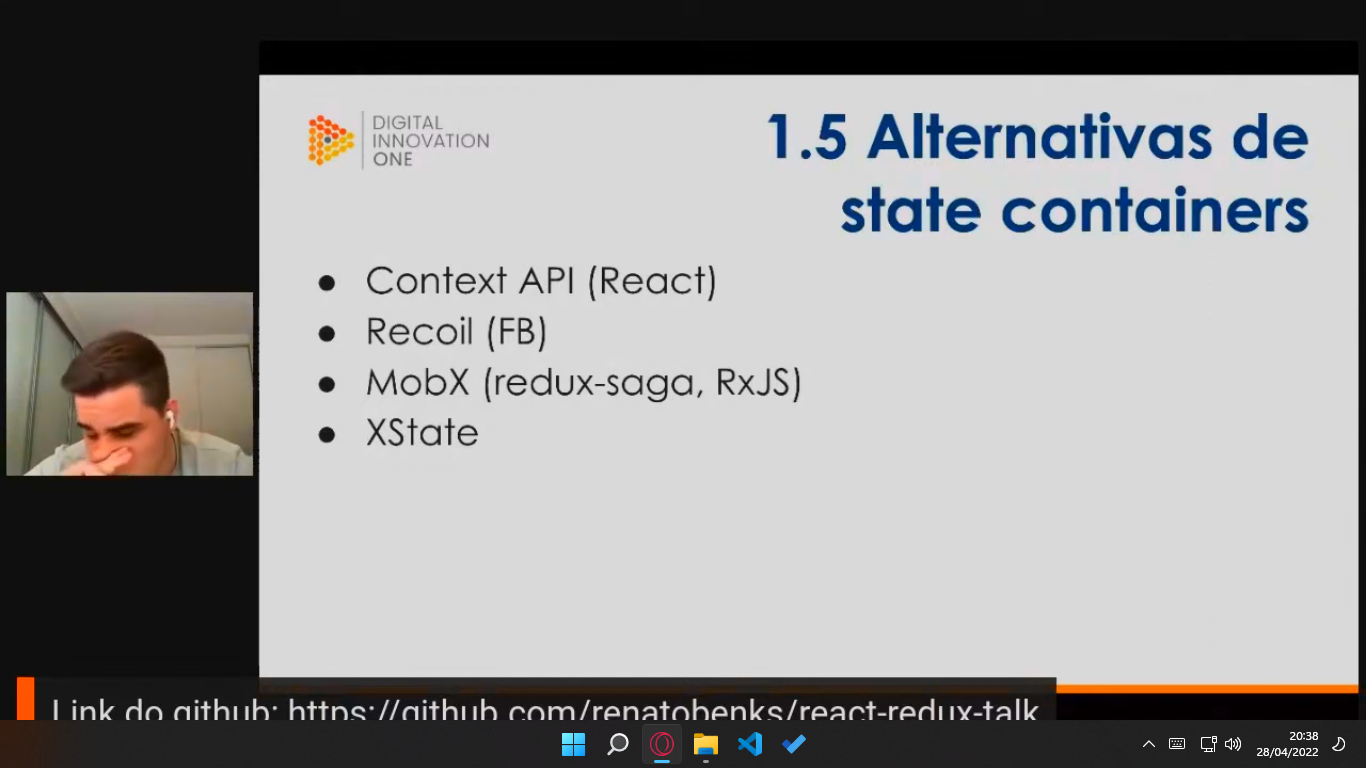 DIGITAL
INNOVATION
ONE
1.5 Alternativas de
state containers
● Context API (React)
● Recoil (FB)
● MobX (redux-saga, RxJS)
● XState
Link do github: https://github.com/renatobenks/react-redux-talk
20:38
28/04/2022